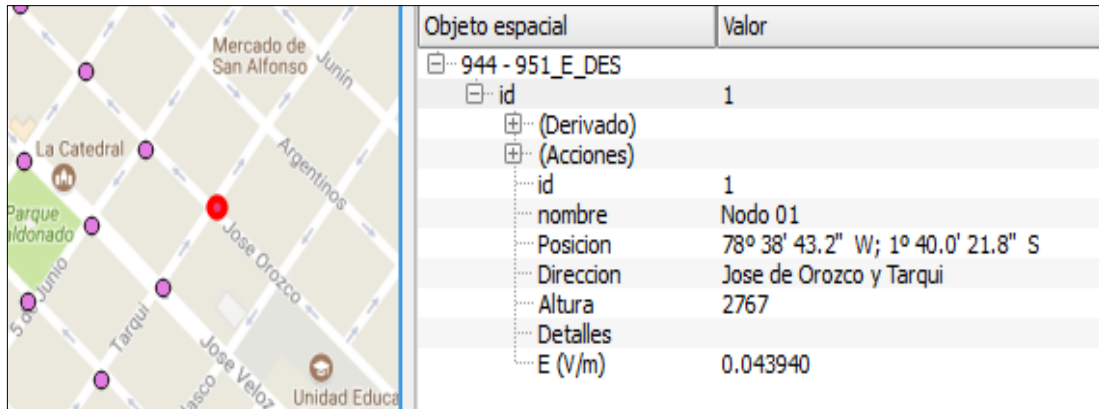 Mercado de
San Alfonso
Junín
La Catedral
Argentinos
Parque
aldonado
Jose Orozco
5 de Junio
Tarqui
Jose Veloz
Unidad Educa
Objeto espacial Valor
944 - 951_E_DES
id 1
(Derivado)
(Acciones)
id 1
nombre Nodo 01
Posicion 78º 38' 43.2" W; 1º 40.0' 21.8" S
Direccion Jose de Orozco y Tarqui
Altura 2767
Detalles
E (V/m) 0.043940